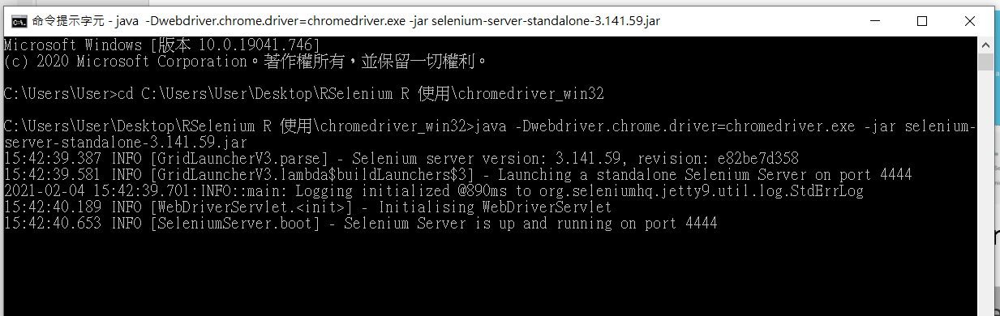 命令提示字元 - java  -Dwebdriver.chrome.driver=chromedriver.exe -jar selenium-server-standalone-3.141.59.jar
Microsoft Windows [版本 10.0.19041.746]
(c) 2020 Microsoft Corporation。著作權所有，並保留一切權利。
C:\Users\User>cd C:\Users\User\Desktop\RSelenium R 使用\chromedriver_win32
C:\Users\User\Desktop\RSelenium R 使用\chromedriver_win32>java -Dwebdriver.chrome.driver=chromedriver.exe -jar selenium-
server-standalone-3.141.59.jar
15:42:39.387 INFO [GridLauncherV3.parse] - Selenium server version: 3.141.59, revision: e82be7d358
15:42:39.581 INFO [GridLauncherV3.lambda$buildLaunchers$3] - Launching a standalone Selenium Server on port 4444
2021-02-04 15:42:39.701:INFO::main: Logging initialized @890ms to org.seleniumhq.jetty9.util.log.StdErrLog
15:42:40.189 INFO [WebDriverServlet.<init>] - Initialising WebDriverServlet
15:42:40.653 INFO [SeleniumServer.boot] - Selenium Server is up and running on port 4444